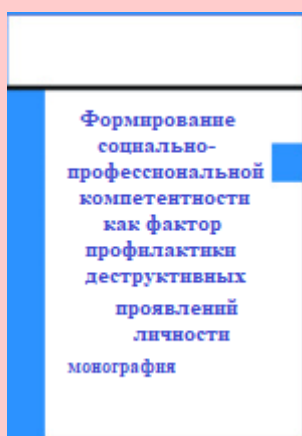 Формирование
социально-
профессиональной
компетентности
как фактор
профилактики
деструктивных
проявлений
личности
монография